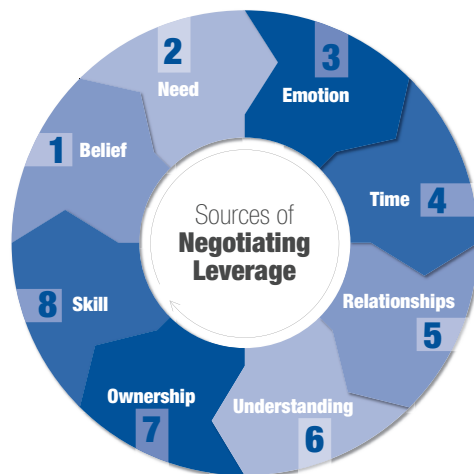 Sources of
Negotiating
Leverage
1 Belief
2
Need
3
Emotion
Time 4
Relationships
5
Understanding
6
Ownership
7
8 Skill